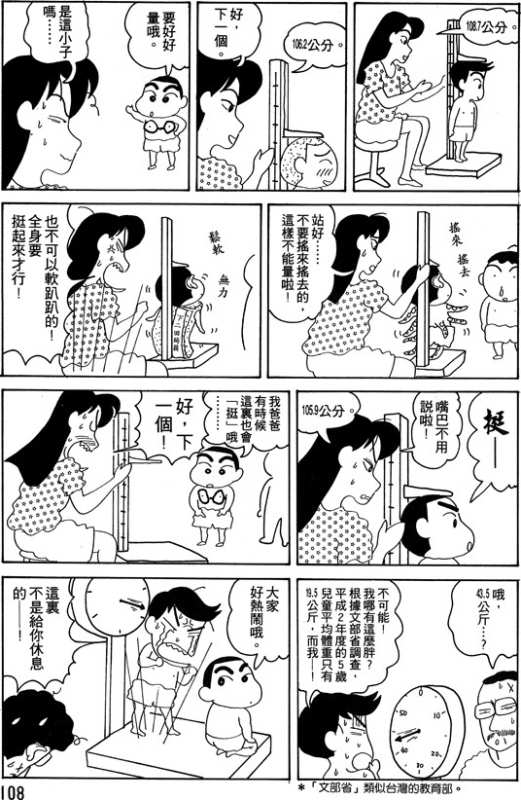 108.7公分。
好，
下一個。
106.2公分。
要好好
量哦。
是這小子
嗎……
搖來
搖去
站好……
不要搖來搖去的，
這樣不能量啦！
鬆軟
無力
也不可以軟趴趴的！
全身要
挺起來才行！
挺——
嘴巴不用
説啦！
105.9公分。
我爸爸
有時候
這裏也會
「挺」哦
……
好，下
一個！
哦，
43.5
公斤…?
不可能！
我哪有這麼胖?
根據文部省調查，
平成2年度的5歲
兒童平均體重只有
19.5公斤，而我—！
50
40
30
10
20
大家
好熱鬧哦。
這裏
不是給你休息
的——！
*「文部省」類似台灣的教育部。
108